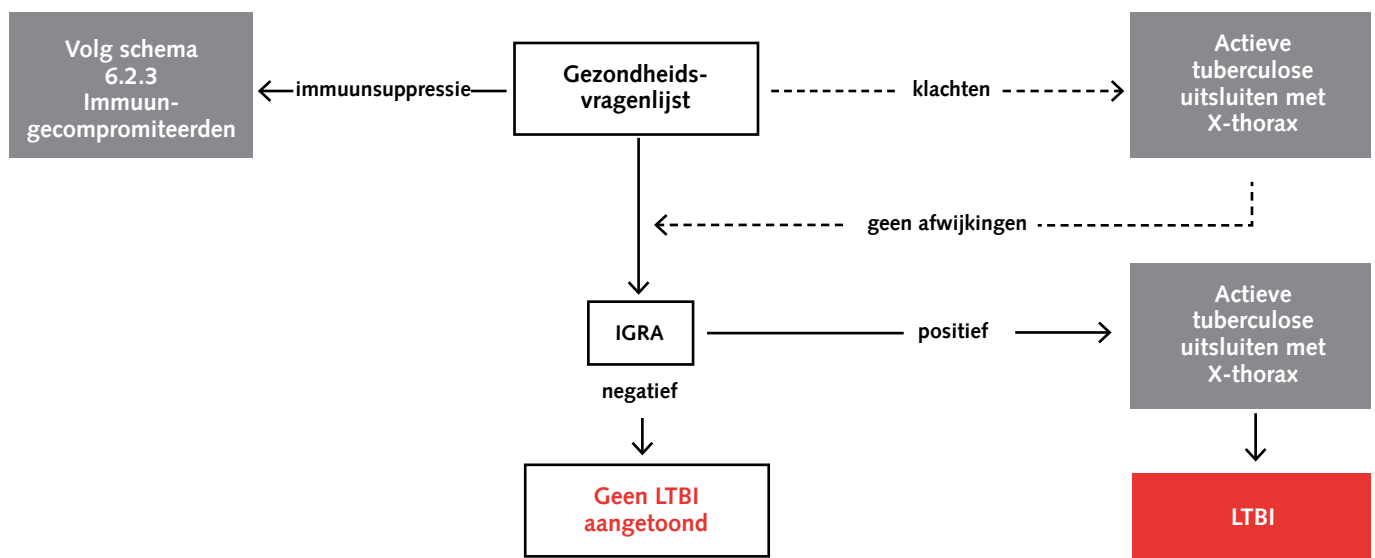 Volg schema
6.2.3
Immuun-
gecompromiteerden
immuunsuppressie
Gezondheids-
vragenlijst
klachten
Actieve
tuberculose
uitsluiten met
X-thorax
geen afwijkingen
IGRA
positief
Actieve
tuberculose
uitsluiten met
X-thorax
negatief
Geen LTBI
aangetoond
LTBI